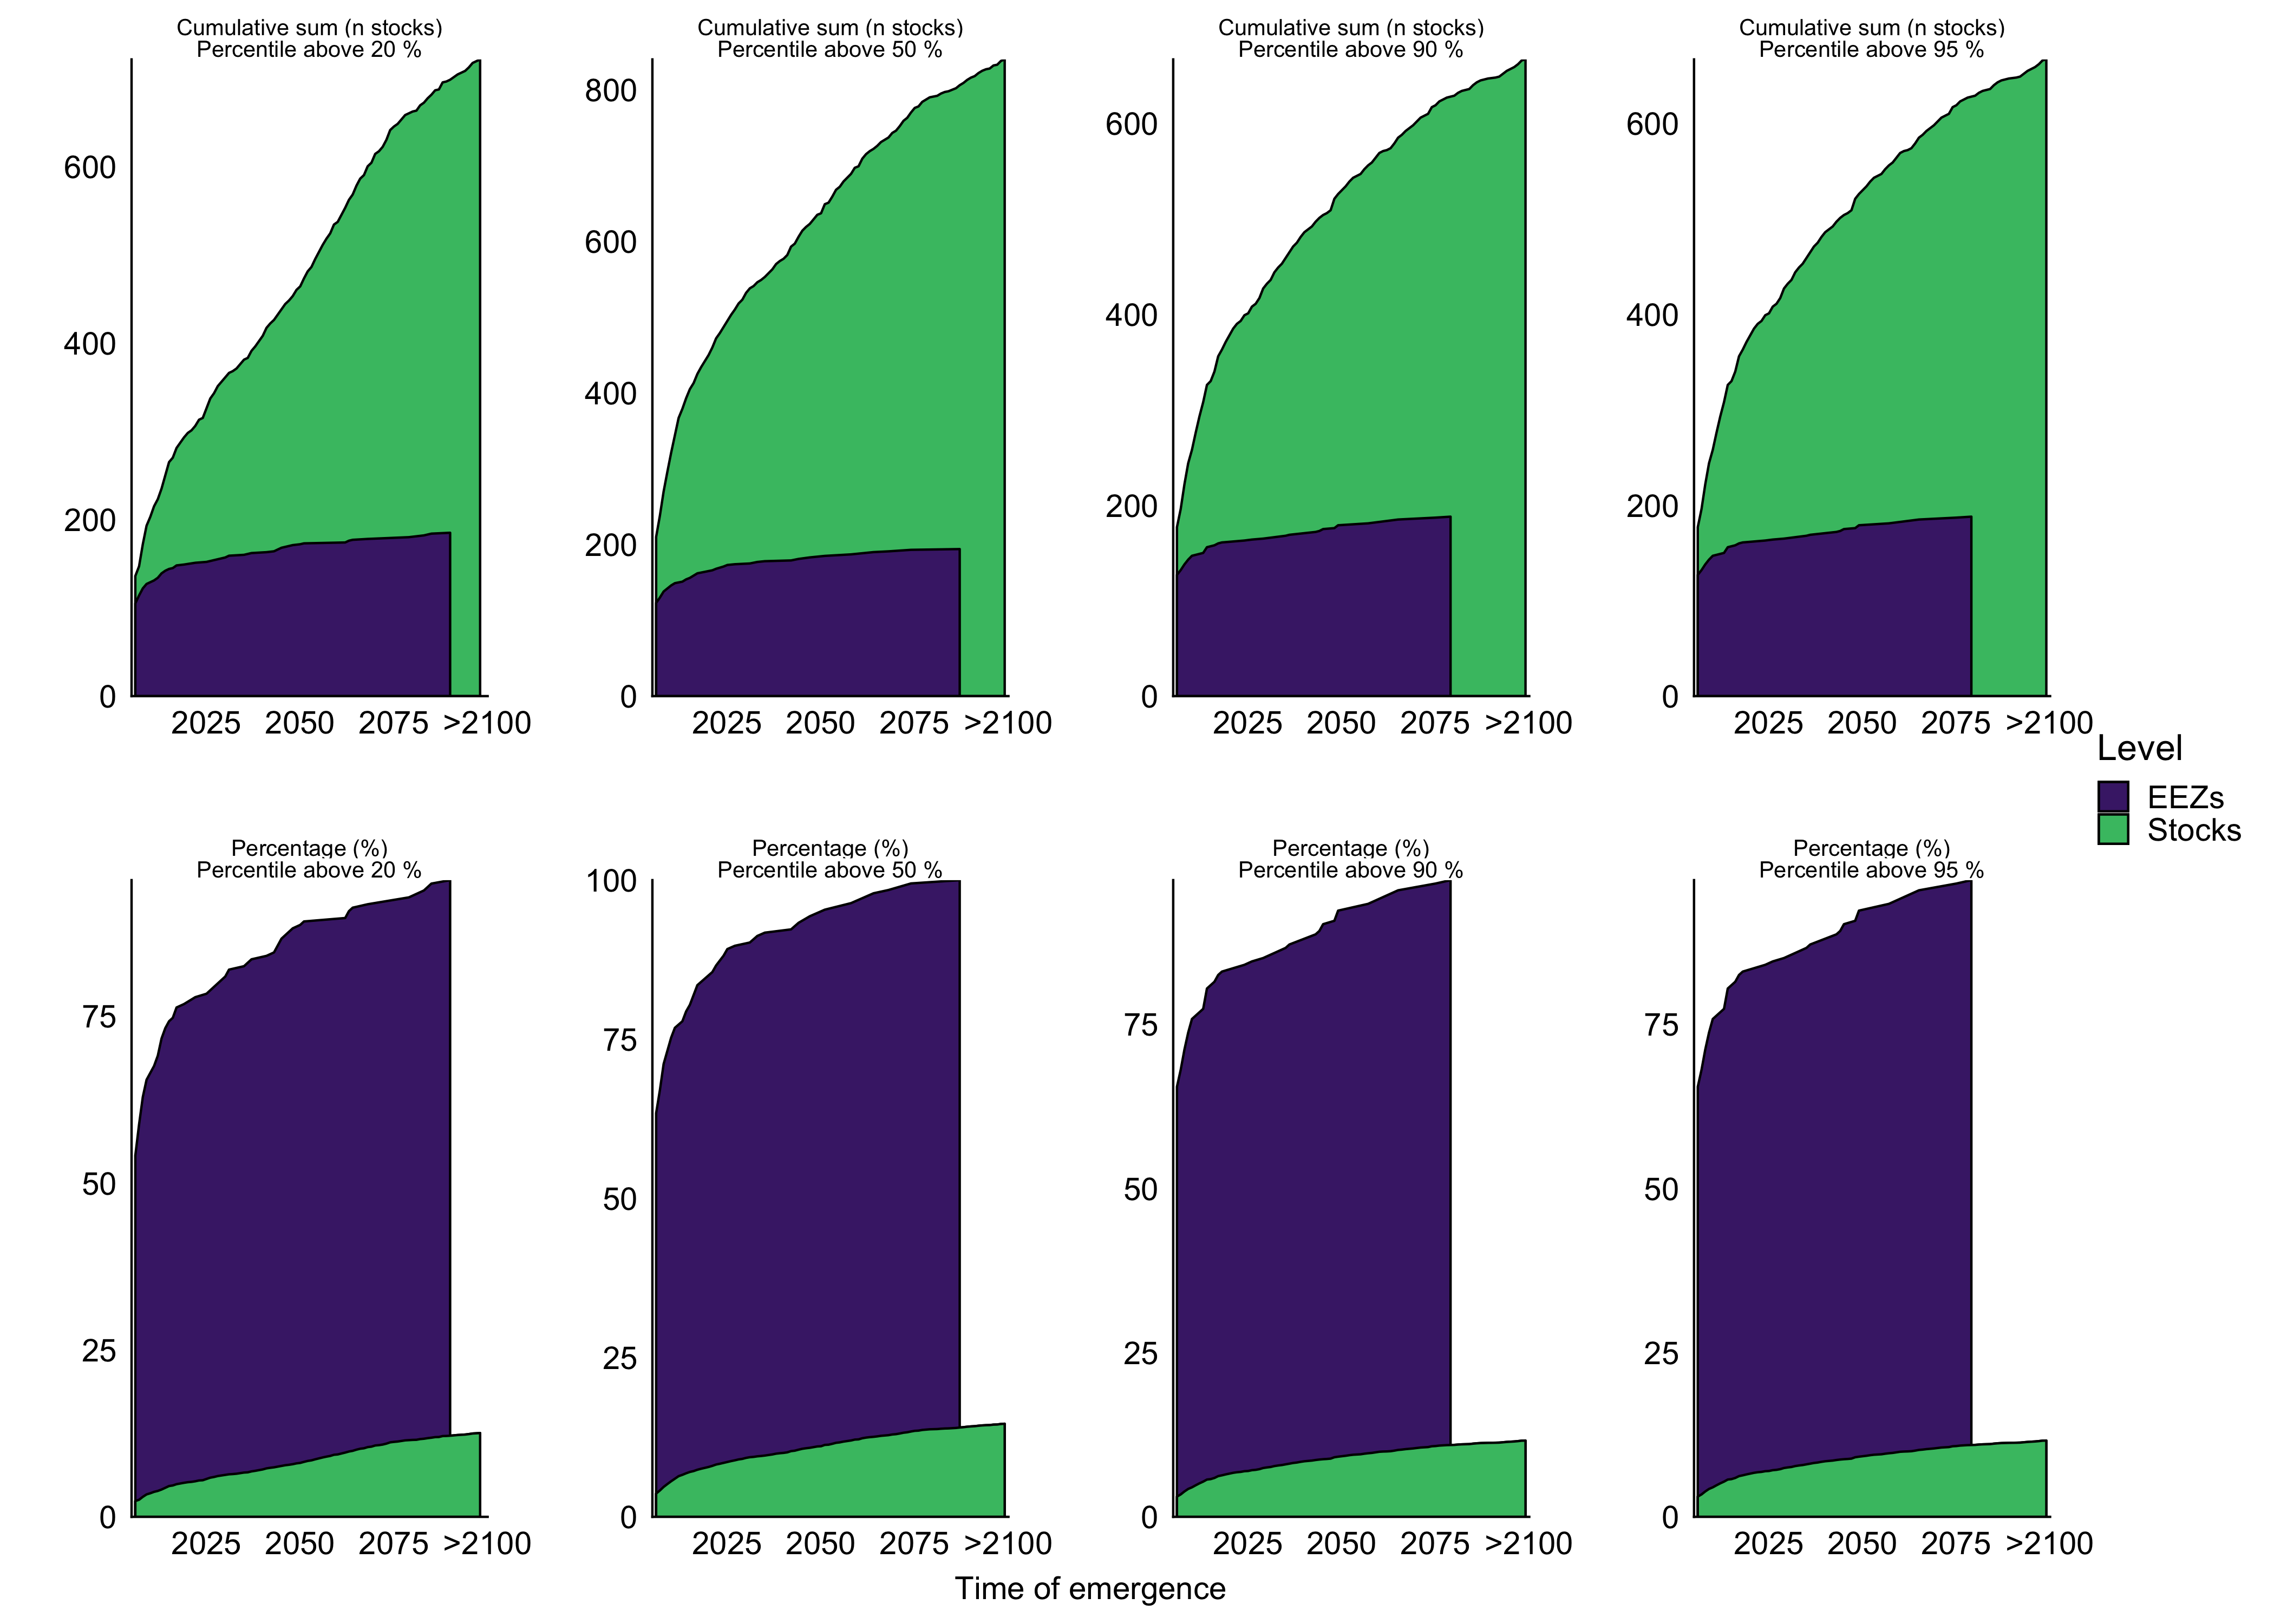 Cumulative sum (n stocks)
Percentile above 20 %
Cumulative sum (n stocks)
Percentile above 50 %
Cumulative sum (n stocks)
Percentile above 90 %
Cumulative sum (n stocks)
Percentile above 95 %
600
400
200
0
800
600
400
200
0
600
400
200
0
600
400
200
0
2025 2050 2075 >2100
2025 2050 2075 >2100
2025 2050 2075 >2100
2025 2050 2075 >2100
Level
EEZs
Stocks
Percentage (%)
Percentile above 20 %
Percentage (%)
Percentile above 50 %
Percentage (%)
Percentile above 90 %
Percentage (%)
Percentile above 95 %
75
50
25
0
100
75
50
25
0
75
50
25
0
75
50
25
0
2025 2050 2075 >2100
2025 2050 2075 >2100
2025 2050 2075 >2100
2025 2050 2075 >2100
Time of emergence